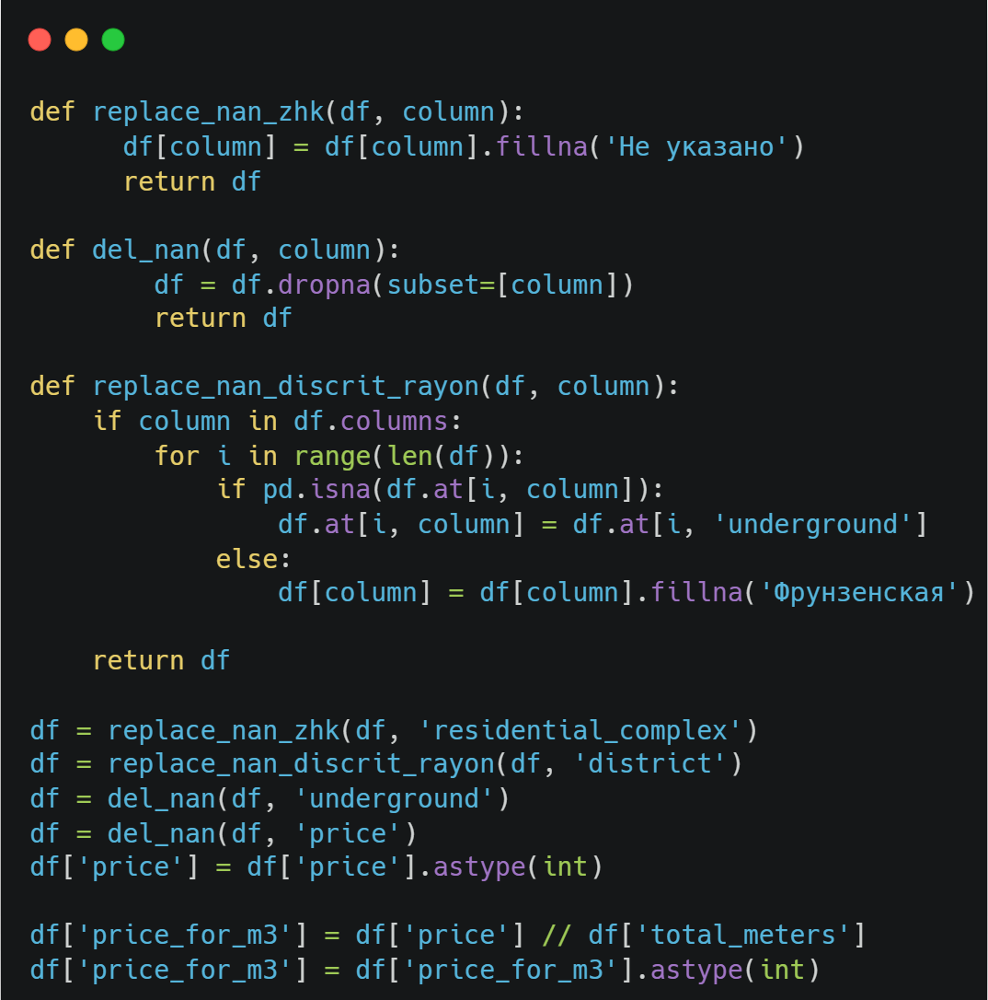 def replace_nan_zhk(df, column):
      df[column] = df[column].fillna('Не указано')
      return df

def del_nan(df, column):
        df = df.dropna(subset=[column])
        return df

def replace_nan_discrit_rayon(df, column):
    if column in df.columns:
        for i in range(len(df)):
            if pd.isna(df.at[i, column]):
                df.at[i, column] = df.at[i, 'underground']
            else:
                df[column] = df[column].fillna('Фрунзенская')

    return df

df = replace_nan_zhk(df, 'residential_complex')
df = replace_nan_discrit_rayon(df, 'district')
df = del_nan(df, 'underground')
df = del_nan(df, 'price')
df['price'] = df['price'].astype(int)

df['price_for_m3'] = df['price'] // df['total_meters']
df['price_for_m3'] = df['price_for_m3'].astype(int)